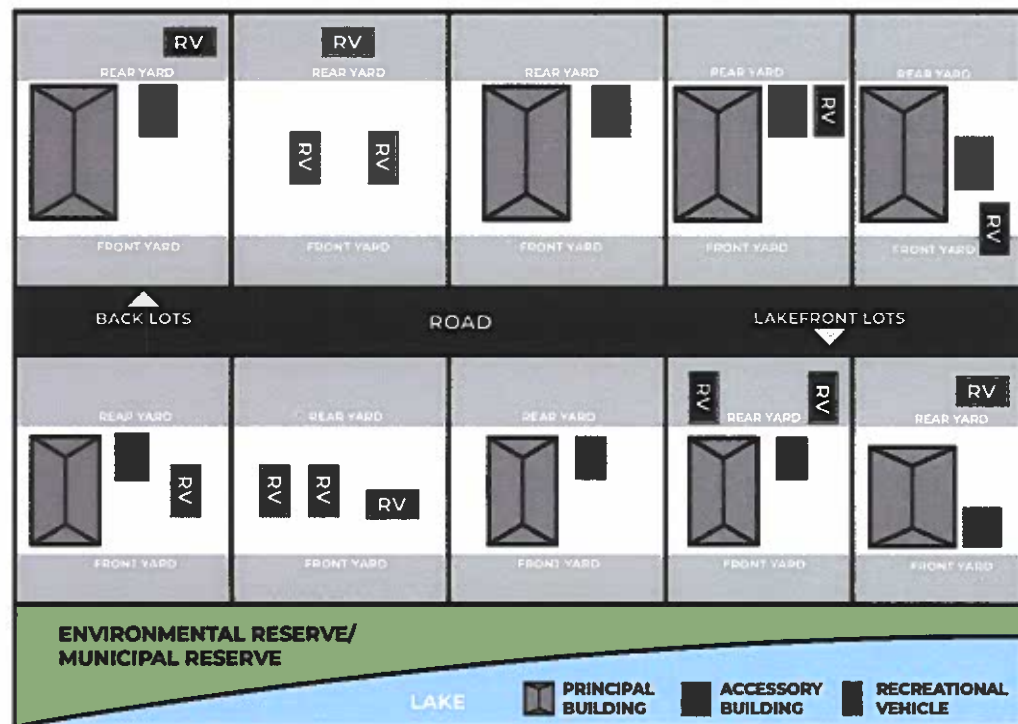 RV
RV
REAR YARD
REAR YARD
REAR YARD
REAR YARD
REAR YARD
RV
RV
RV
RV
FRONT YARD
FRONT YARD
FRONT YARD
FRONT YARD
FRONT YARD
BACK LOTS
ROAD
LAKEFRONT LOTS
RV
RV
RV
REAR YARD
REAR YARD
REAR YARD
REAR YARD
REAR YARD
RV
RV
RV
RV
FRONT YARD
FRONT YARD
FRONT YARD
FRONT YARD
FRONT YARD
ENVIRONMENTAL RESERVE/
MUNICIPAL RESERVE
LAKE
PRINCIPAL
BUILDING
ACCESSORY
BUILDING
RECREATIONAL
VEHICLE